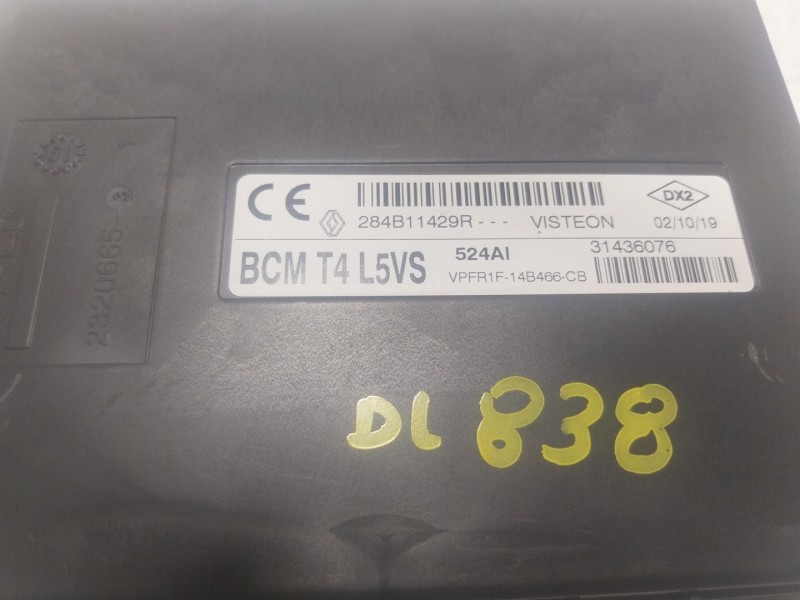 CE 284B11429R - - - VISTEON DX2 02/10/19
BCM T4 L5VS 524AI 31436076
VPFR1F-14B466-CB
2320665-3 1
DL 838